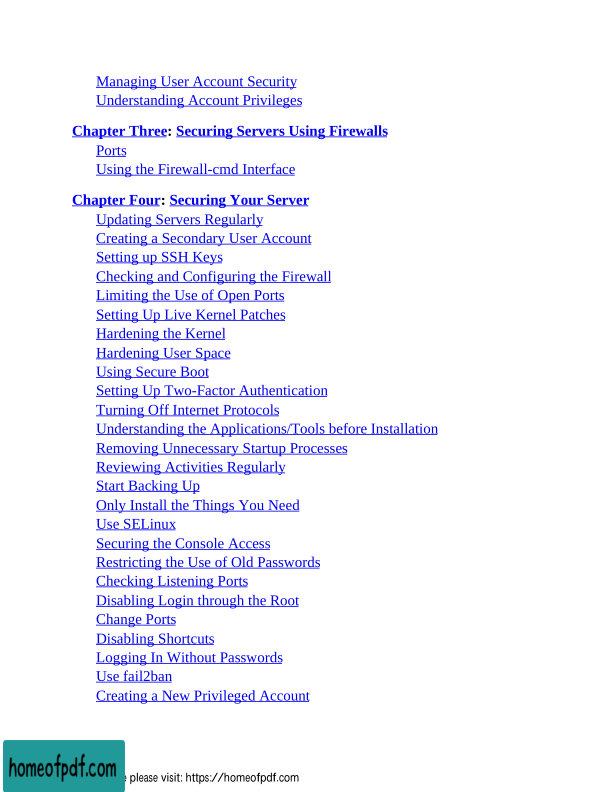 Managing User Account Security
Understanding Account Privileges
Chapter Three: Securing Servers Using Firewalls
Ports
Using the Firewall-cmd Interface
Chapter Four: Securing Your Server
Updating Servers Regularly
Creating a Secondary User Account
Setting up SSH Keys
Checking and Configuring the Firewall
Limiting the Use of Open Ports
Setting Up Live Kernel Patches
Hardening the Kernel
Hardening User Space
Using Secure Boot
Setting Up Two-Factor Authentication
Turning Off Internet Protocols
Understanding the Applications/Tools before Installation
Removing Unnecessary Startup Processes
Reviewing Activities Regularly
Start Backing Up
Only Install the Things You Need
Use SELinux
Securing the Console Access
Restricting the Use of Old Passwords
Checking Listening Ports
Disabling Login through the Root
Change Ports
Disabling Shortcuts
Logging In Without Passwords
Use fail2ban
Creating a New Privileged Account
homeofpdf.com
please visit: https://homeofpdf.com